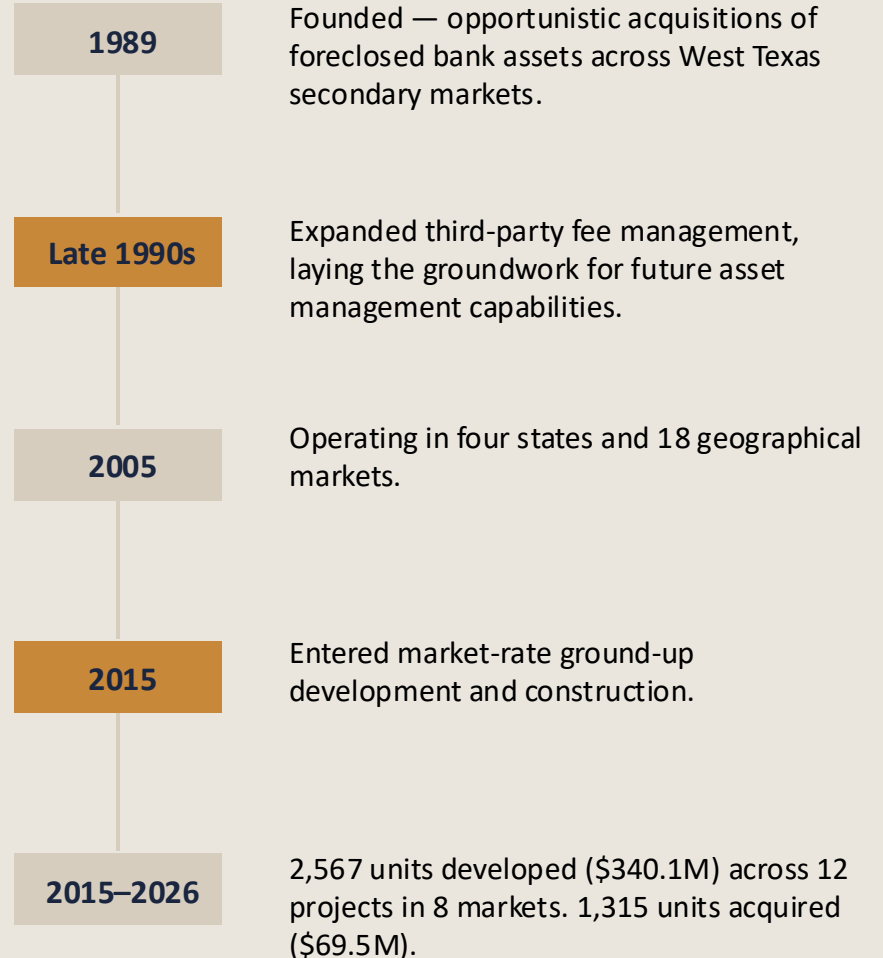 1989
Founded — opportunistic acquisitions of
foreclosed bank assets across West Texas
secondary markets.
Late 1990s
Expanded third-party fee management,
laying the groundwork for future asset
management capabilities.
2005
Operating in four states and 18 geographical
markets.
2015
Entered market-rate ground-up
development and construction.
2015–2026
2,567 units developed ($340.1M) across 12
projects in 8 markets. 1,315 units acquired
($69.5M).